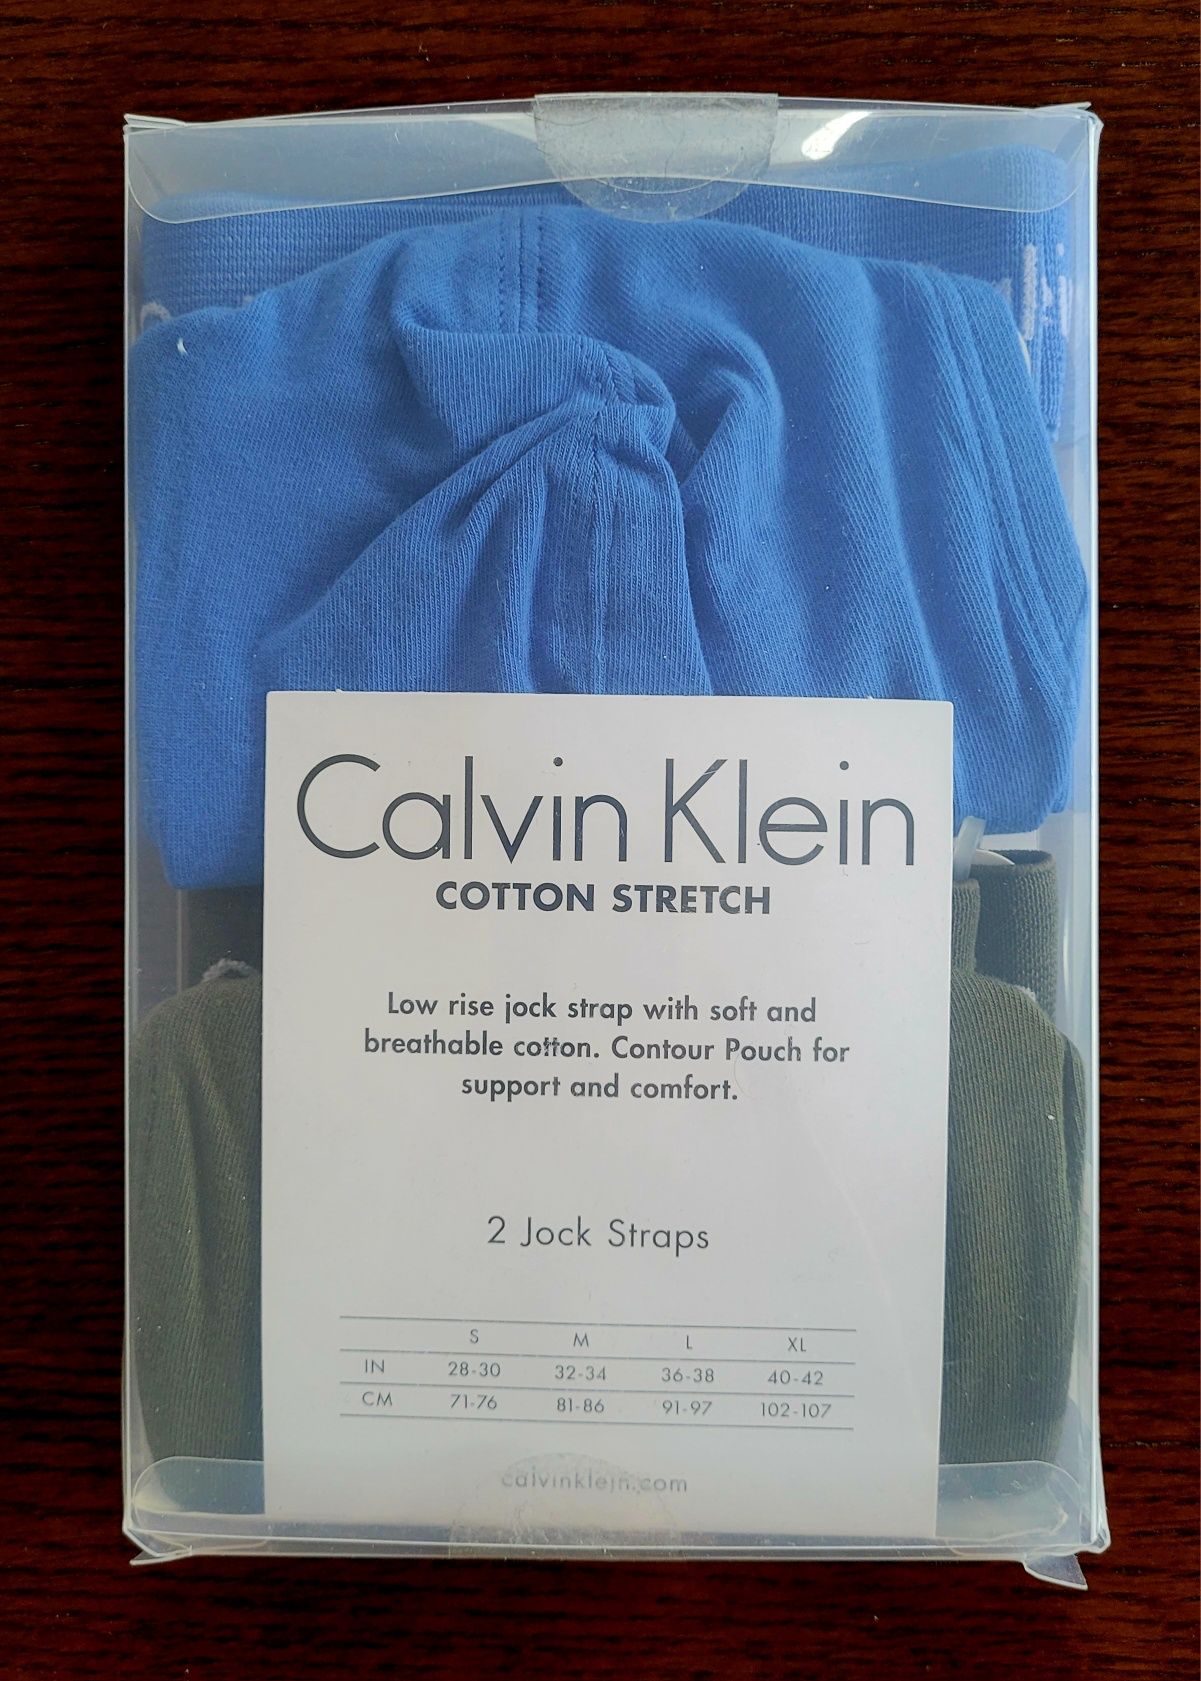 Calvin Klein
COTTON STRETCH
Low rise jock strap with soft and
breathable cotton. Contour Pouch for
support and comfort.
2 Jock Straps
S M L XL
IN 28-30 32-34 36-38 40-42
CM 71-76 81-86 91-97 102-107
calvinklein.com